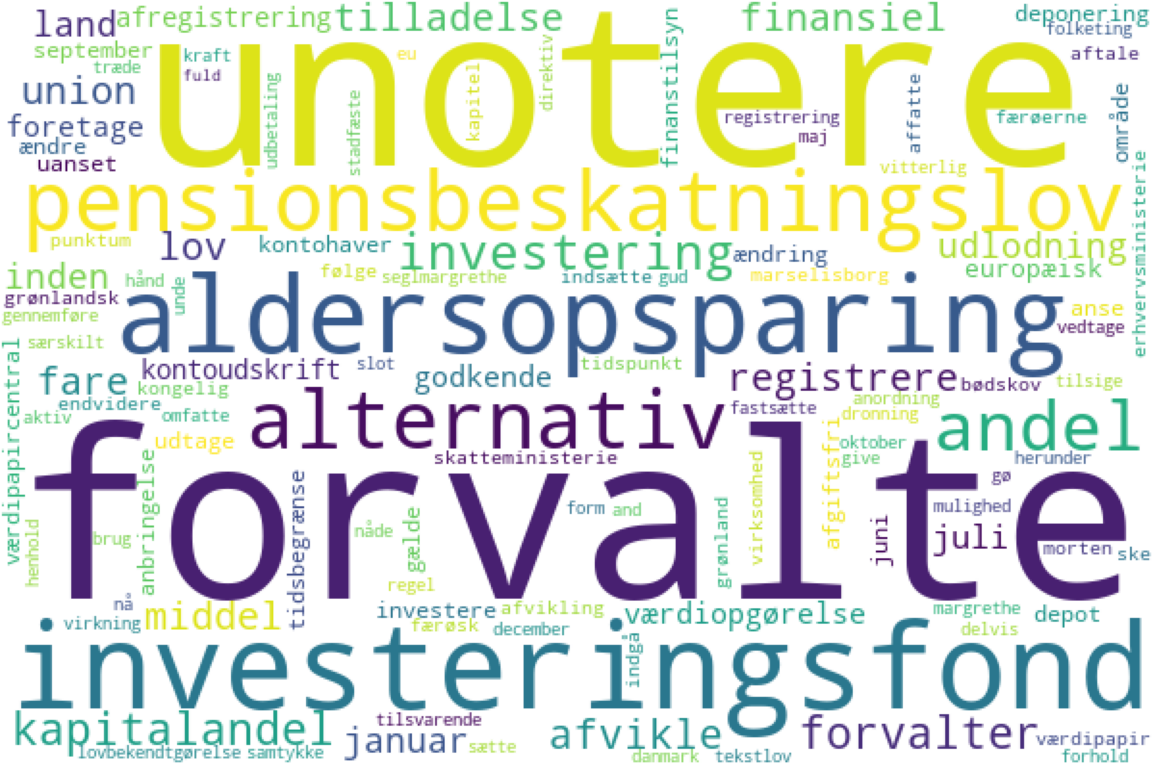 land
afregistrering
tilladelse
finansiel
deponering
folketing
september
kraft
eu
aftale
træde
fuld
unotere
union
udbetaling
stadfæste
kapitel
direktiv
finanstilsyn
registrering
maj
affatte
færøerne
område
foretage
ændre
uanset
vitterlig
pensionsbeskatningslov
erhvervsministerie
punktum
lov
kontohaver
investering
ændring
udlodning
europæisk
inden
hånd
unde
følge
seglmargrethe
indsætte
gud
marselisborg
grønlandsk
anse
gennemføre
aldersopsparing
vedtage
særskilt
værdipapircentral
kontoudskrift
slot
tidspunkt
fare
kongelig
godkende
registrere
bødskov
tilsige
endvidere
omfatte
alternativ
fastsætte
anordning
dronning
andel
aktiv
udtage
skatteministerie
afgiftsfri
oktober
give
herunder
anbringelse
tidsbegrænse
forvalte
virksomhed
gø
henhold
brug
nåde
gælde
form
and
grønland
juni
mulighed
juli
morten
ske
regel
nå
virkning
middel
investere
afvikling
færøsk
december
værdiopgørelse
margrethe
delvis
depot
investeringsfond
indgå
kapitalandel
tilsvarende
lovbekendtgørelse
samtykke
januar
sætte
afvikle
danmark
tekstlov
forvalter
værdipapir
forhold